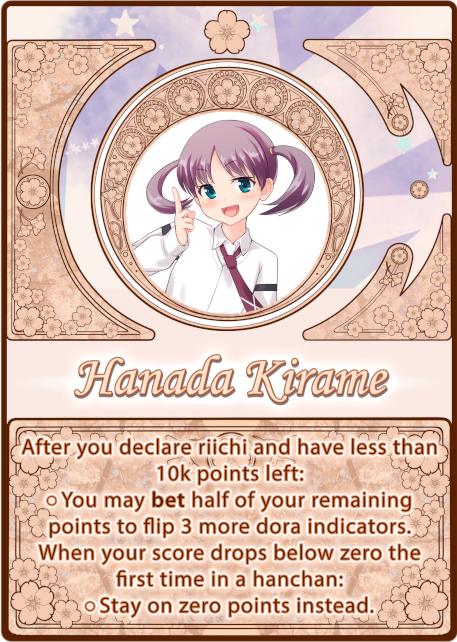 Hanada Kirame
After you declare riichi and have less than
10k points left:
○ You may bet half of your remaining
points to flip 3 more dora indicators.
When your score drops below zero the
first time in a hanchan:
○ Stay on zero points instead.